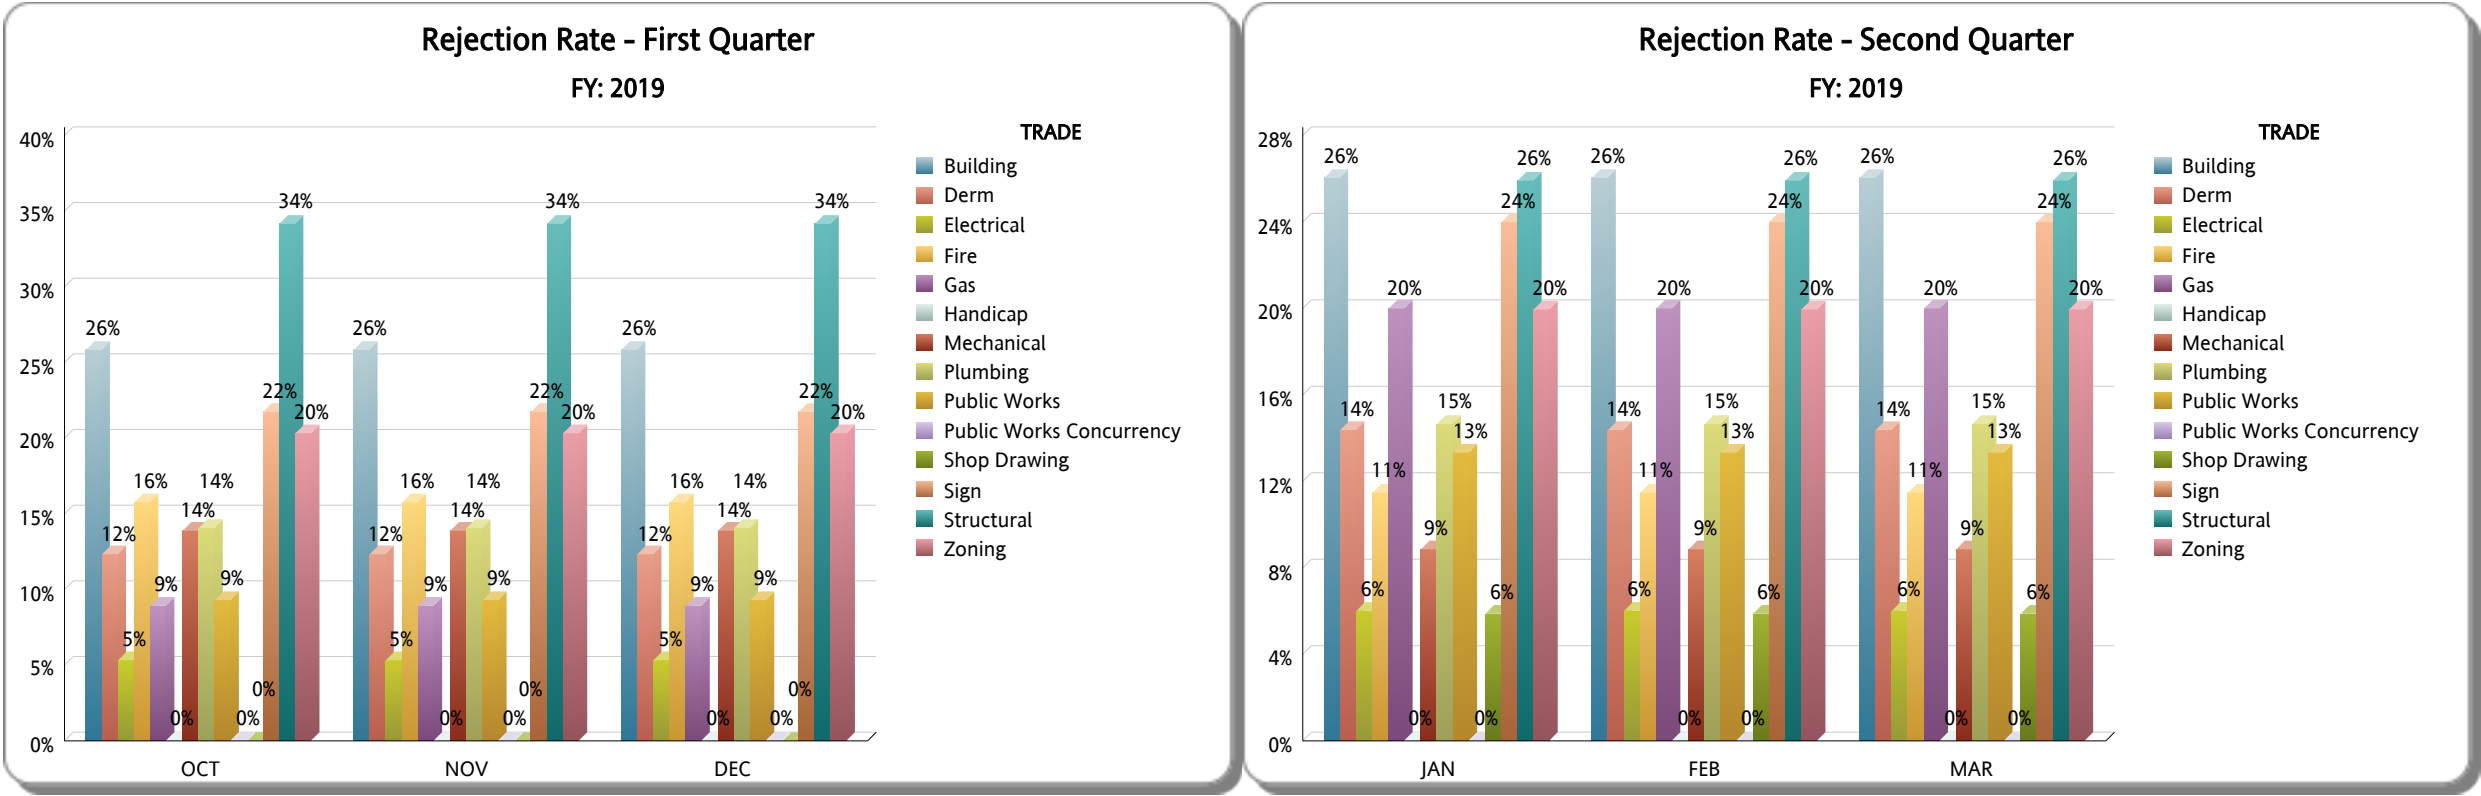 Rejection Rate - First Quarter
FY: 2019
40%
35%
30%
25%
20%
15%
10%
5%
0%
26%
12%
5%
16%
9%
0%
14%
14%
9%
0%
0%
22%
34%
20%
26%
12%
5%
16%
9%
0%
14%
14%
9%
0%
0%
22%
34%
20%
26%
12%
5%
16%
9%
0%
14%
14%
9%
0%
0%
22%
34%
20%
OCT
NOV
DEC
TRADE
Building
Derm
Electrical
Fire
Gas
Handicap
Mechanical
Plumbing
Public Works
Public Works Concurrency
Shop Drawing
Sign
Structural
Zoning
Rejection Rate - Second Quarter
FY: 2019
28%
24%
20%
16%
12%
8%
4%
0%
26%
14%
6%
11%
20%
0%
9%
15%
13%
0%
6%
24%
26%
20%
26%
14%
6%
11%
20%
0%
9%
15%
13%
0%
6%
24%
26%
20%
26%
14%
6%
11%
20%
0%
9%
15%
13%
0%
6%
24%
26%
20%
JAN
FEB
MAR
TRADE
Building
Derm
Electrical
Fire
Gas
Handicap
Mechanical
Plumbing
Public Works
Public Works Concurrency
Shop Drawing
Sign
Structural
Zoning